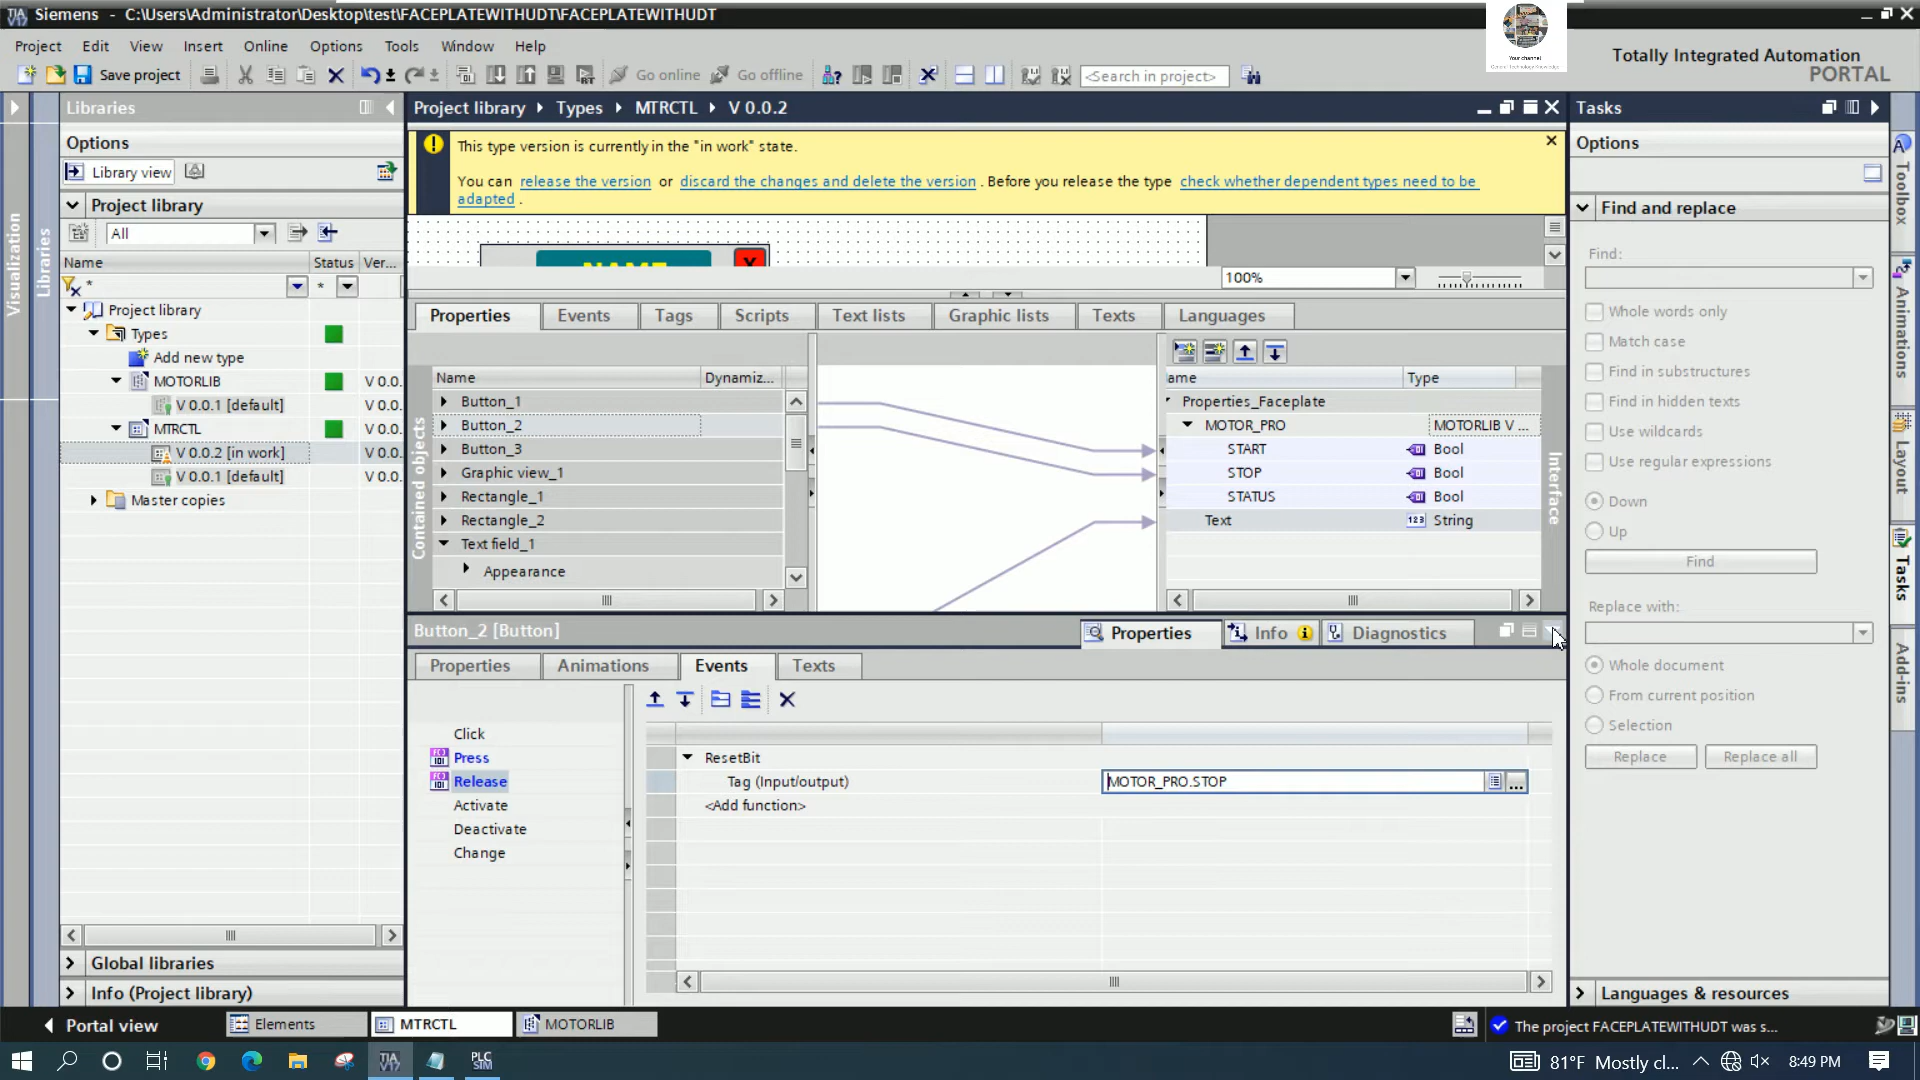 Siemens - C:\Users\Administrator\Desktop\test\FACEPLATEWITHUDT\FACEPLATEWITHUDT
Project Edit View Insert Online Options Tools Window Help
Totally Integrated Automation
PORTAL
Save project
Go online
Go offline
<Search in project>
Your channel
Libraries
Project library Types MTRCTL V 0.0.2
Tasks
Options
Library view
Project library
All
Name Status Ver...
*
*
Project library
Types
Add new type
MOTORLIB V 0.0.
V 0.0.1 [default] V 0.0.
MTRCTL V 0.0.
V 0.0.2 [in work] V 0.0.
V 0.0.1 [default] V 0.0.
Master copies
Global libraries
Info (Project library)
Visualization
Libraries
This type version is currently in the "in work" state.
You can release the version or discard the changes and delete the version . Before you release the type check whether dependent types need to be
adapted .
NAME
X
100%
Properties Events Tags Scripts Text lists Graphic lists Texts Languages
Contained objects
Name Dynamiz...
Button_1
Button_2
Button_3
Graphic view_1
Rectangle_1
Rectangle_2
Text field_1
Appearance
ame Type
Properties_Faceplate
MOTOR_PRO MOTORLIB V ...
START Bool
STOP Bool
STATUS Bool
Text String
Interface
Button_2 [Button]
Properties Info Diagnostics
Properties Animations Events Texts
Click
Press
Release
Activate
Deactivate
Change
ResetBit
Tag (Input/output) MOTOR_PRO.STOP
<Add function>
Options
Find and replace
Find:
Whole words only
Match case
Find in substructures
Find in hidden texts
Use wildcards
Use regular expressions
Down
Up
Find
Replace with:
Whole document
From current position
Selection
Replace Replace all
Languages & resources
Toolbox
Animations
Layout
Tasks
Add-ins
Portal view Elements MTRCTL MOTORLIB
The project FACEPLATEWITHUDT was s...
PLC
SIM
81°F Mostly cl... 8:49 PM